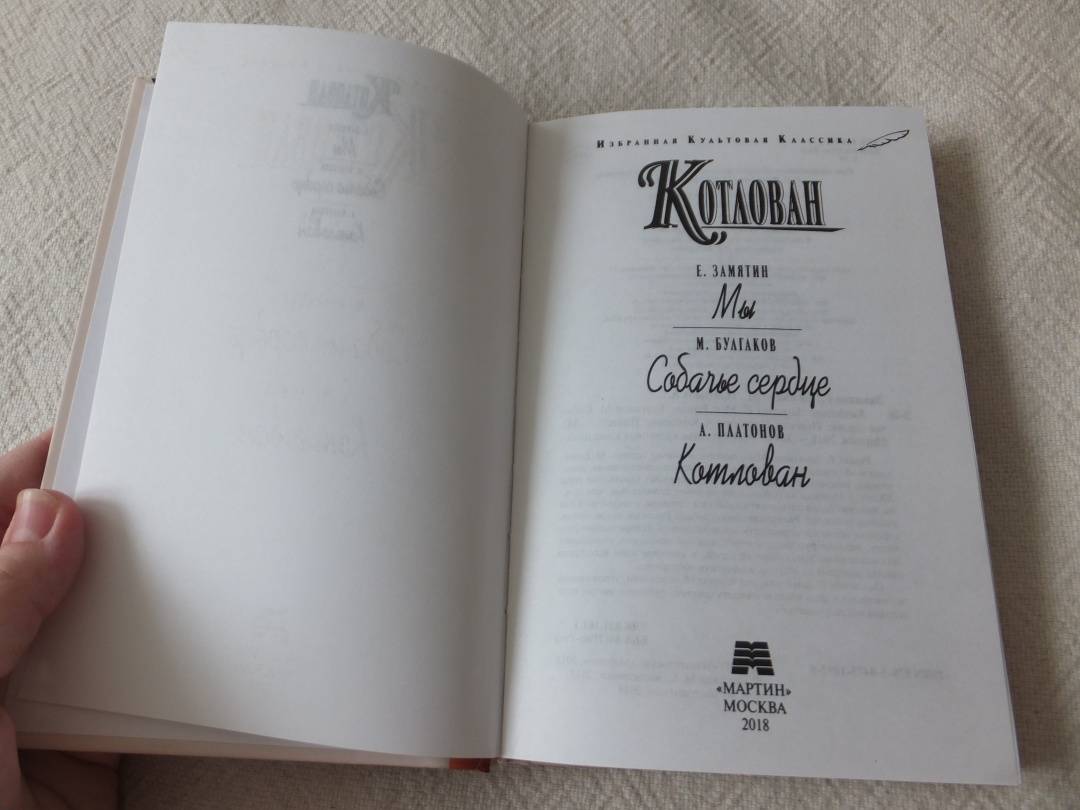 Избранная Культовая Классика
Котлован
Е. ЗАМЯТИН
Мы
М. БУЛГАКОВ
Собачье сердце
А. ПЛАТОНОВ
Котлован
«МАРТИН»
МОСКВА
2018